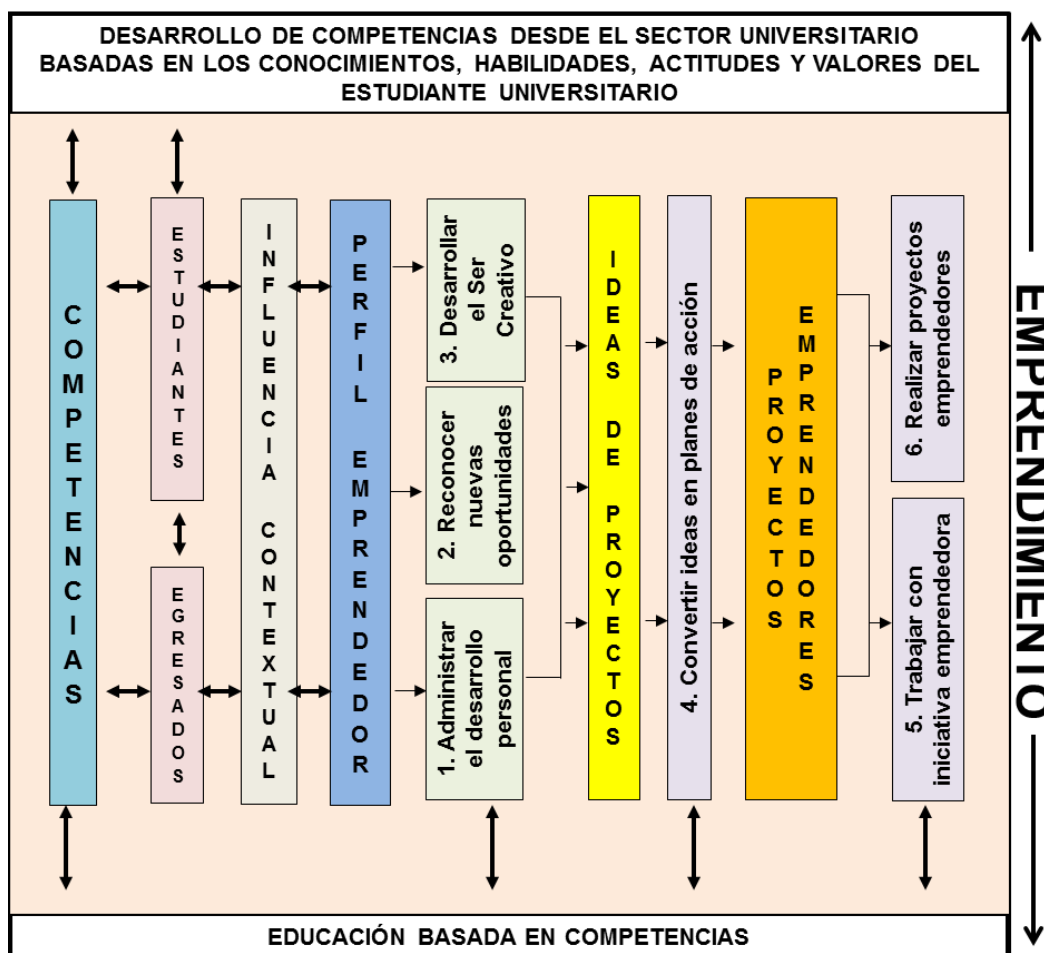 DESARROLLO DE COMPETENCIAS DESDE EL SECTOR UNIVERSITARIO
BASADAS EN LOS CONOCIMIENTOS, HABILIDADES, ACTITUDES Y VALORES DEL
ESTUDIANTE UNIVERSITARIO
COMPETENCIAS
ESTUDIANTES
EGRESADOS
INFLUENCIA CONTEXTUAL
PERFIL EMPRENDEDOR
3. Desarrollar
el Ser
Creativo
2. Reconocer
nuevas
oportunidades
1. Administrar
el desarrollo
personal
IDEAS DE PROYECTOS
4. Convertir ideas en planes de acción
PROYECTOS
EMPRENDEDORES
6. Realizar proyectos
emprendedores
5. Trabajar con
iniciativa emprendedora
EMPRENDIMIENTO
EDUCACIÓN BASADA EN COMPETENCIAS